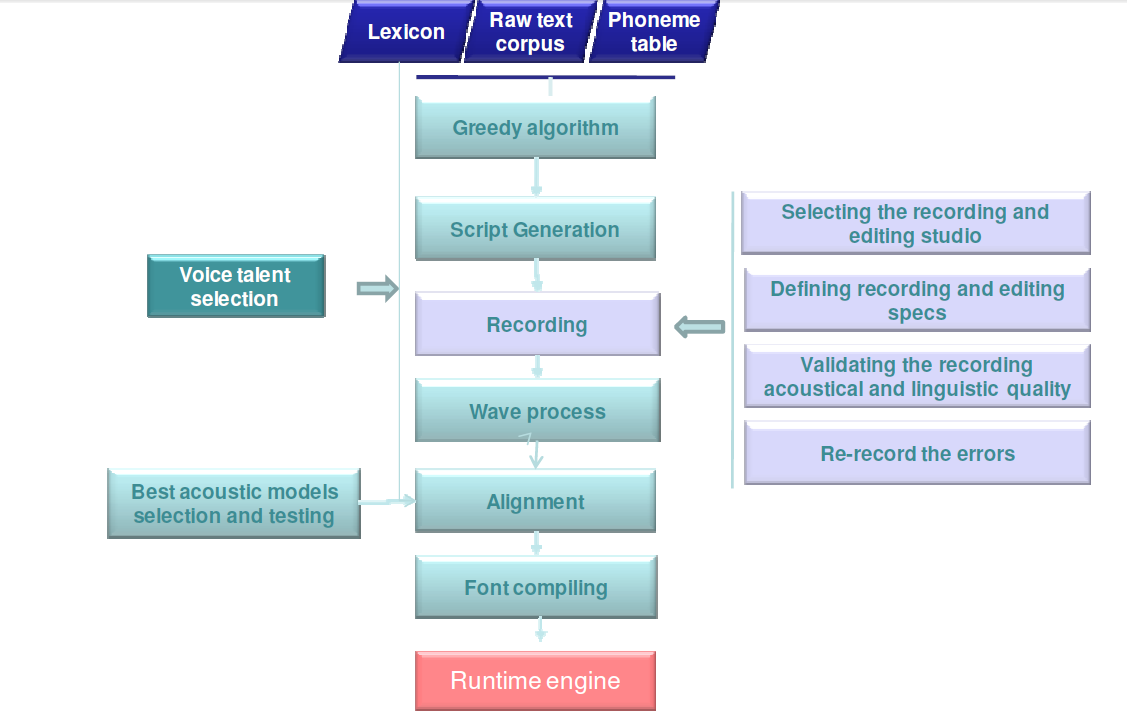 Lexicon
Raw text
corpus
Phoneme
table
Greedy algorithm
Script Generation
Voice talent
selection
Recording
Selecting the recording and
editing studio
Defining recording and editing
specs
Validating the recording
acoustical and linguistic quality
Re-record the errors
Wave process
Best acoustic models
selection and testing
Alignment
Font compiling
Runtime engine